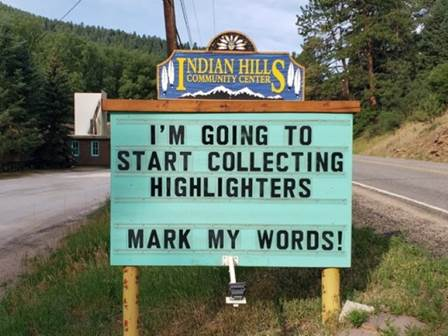 INDIAN HILLS
COMMUNITY CENTER
I'M GOING TO
START COLLECTING
HIGHLIGHTERS
MARK MY WORDS!